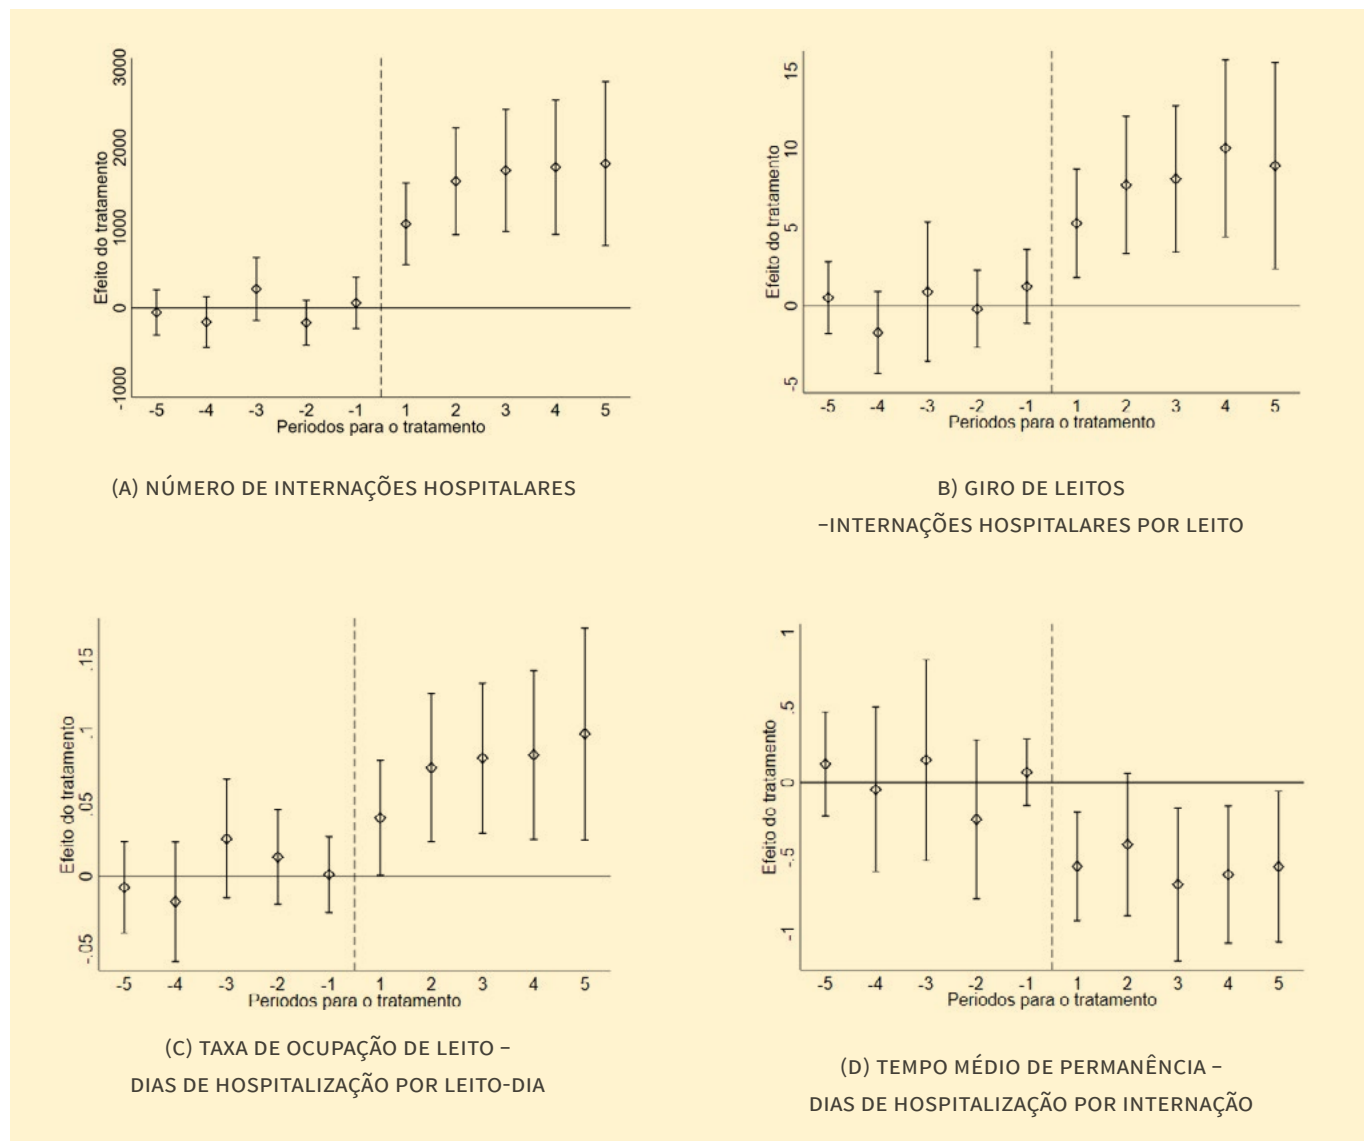 Efeito do tratamento
3000
2000
1000
0
-1000
-5 -4 -3 -2 -1 1 2 3 4 5
Periodos para o tratamento
(A) NÚMERO DE INTERNAÇÕES HOSPITALARES
Efeito do tratamento
15
10
5
0
-5
-5 -4 -3 -2 -1 1 2 3 4 5
Periodos para o tratamento
B) GIRO DE LEITOS
–INTERNAÇÕES HOSPITALARES POR LEITO
Efeito do tratamento
.15
.1
.05
0
-.05
-5 -4 -3 -2 -1 1 2 3 4 5
Periodos para o tratamento
(C) TAXA DE OCUPAÇÃO DE LEITO –
DIAS DE HOSPITALIZAÇÃO POR LEITO-DIA
Efeito do tratamento
1
.5
0
-.5
-1
-5 -4 -3 -2 -1 1 2 3 4 5
Periodos para o tratamento
(D) TEMPO MÉDIO DE PERMANÊNCIA –
DIAS DE HOSPITALIZAÇÃO POR INTERNAÇÃO